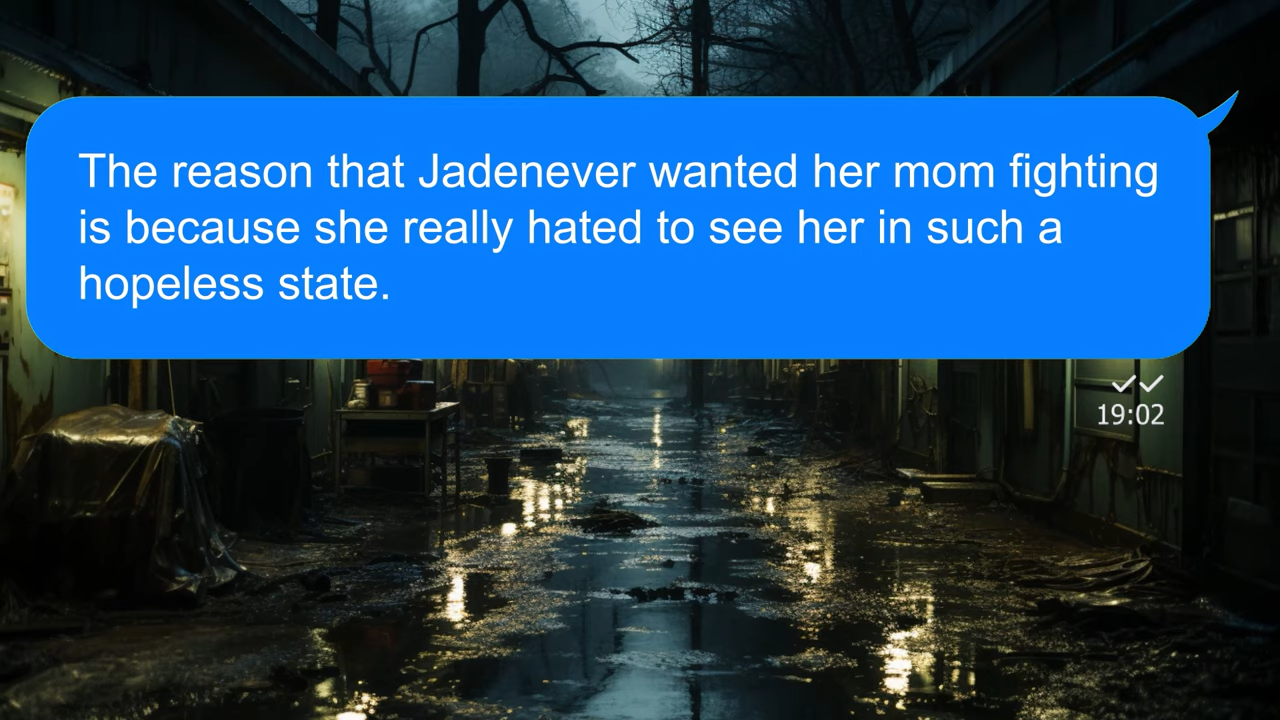 The reason that Jadenever wanted her mom fighting
is because she really hated to see her in such a
hopeless state.
19:02